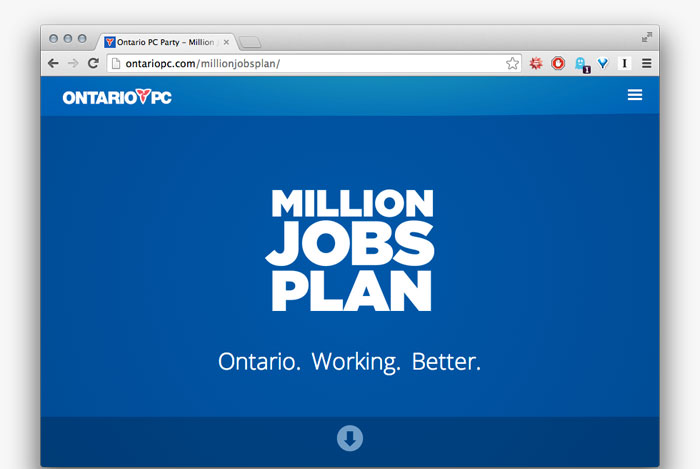 Ontario PC Party – Million
ontariopc.com/millionjobsplan/
1
I
ONTARIO PC
MILLION
JOBS
PLAN
Ontario. Working. Better.